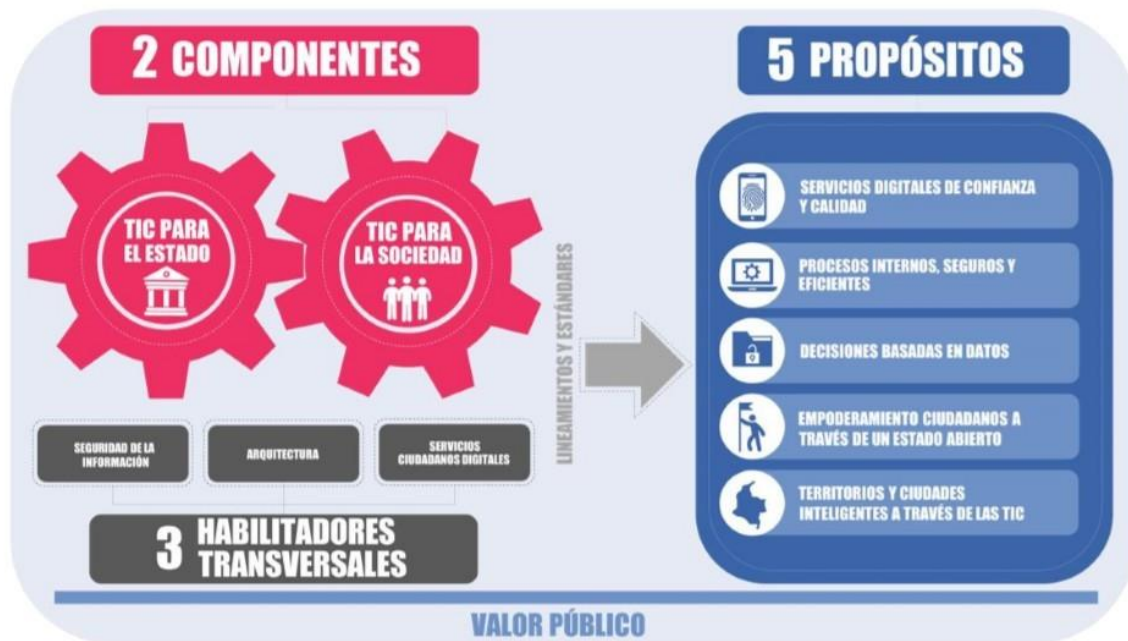 2 COMPONENTES
TIC PARA
EL ESTADO
TIC PARA
LA SOCIEDAD
SEGURIDAD DE LA
INFORMACIÓN
ARQUITECTURA
SERVICIOS
CIUDADANOS DIGITALES
3 HABILITADORES
TRANSVERSALES
LINEAMIENTOS Y ESTÁNDARES
5 PROPÓSITOS
SERVICIOS DIGITALES DE CONFIANZA
Y CALIDAD
PROCESOS INTERNOS, SEGUROS Y
EFICIENTES
DECISIONES BASADAS EN DATOS
EMPODERAMIENTO CIUDADANOS A
TRAVÉS DE UN ESTADO ABIERTO
TERRITORIOS Y CIUDADES
INTELIGENTES A TRAVÉS DE LAS TIC
VALOR PÚBLICO